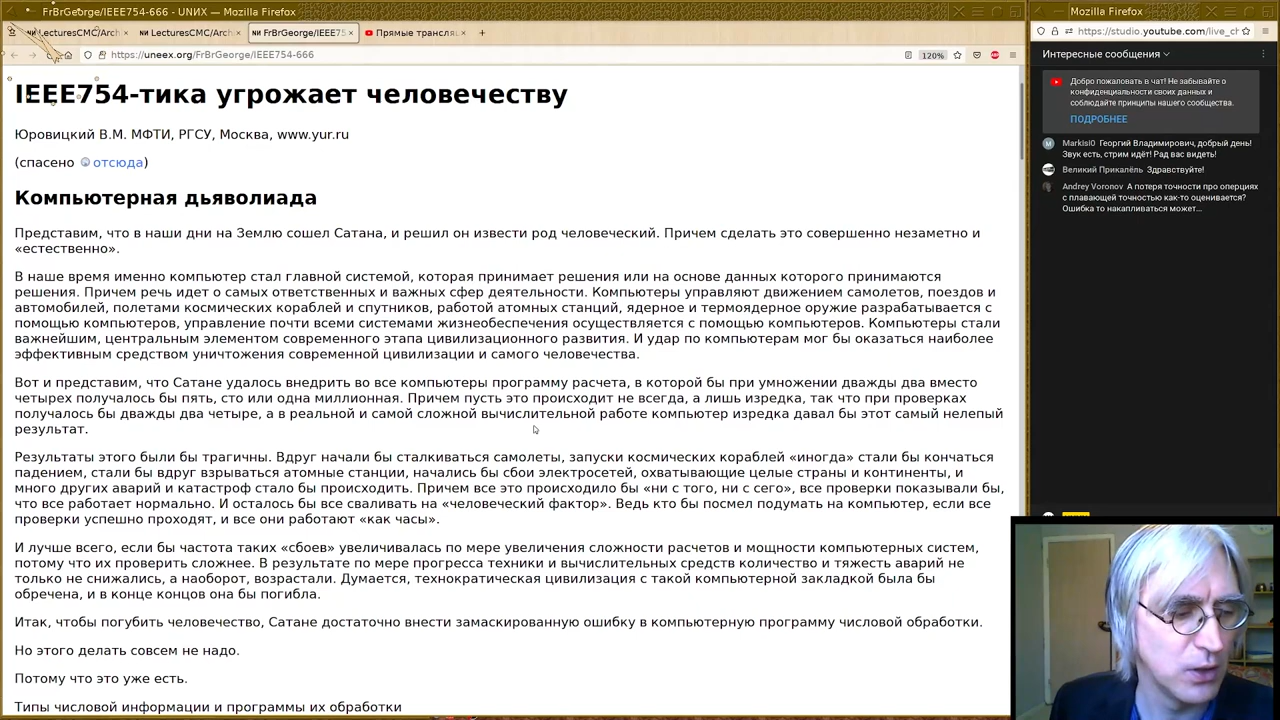 FrBrGeorge/IEEE754-666 - UNИX — Mozilla Firefox
LecturesCMC/Arch
LecturesCMC/Arch
FrBrGeorge/IEEE75
Прямые трансляц
https://uneex.org/FrBrGeorge/IEEE754-666
120%
IEEE754-тика угрожает человечеству
Юровицкий В.М. МФТИ, РГСУ, Москва, www.yur.ru
(спасено отсюда)
Компьютерная дьяволиада
Представим, что в наши дни на Землю сошел Сатана, и решил он извести род человеческий. Причем сделать это совершенно незаметно и
«естественно».
В наше время именно компьютер стал главной системой, которая принимает решения или на основе данных которого принимаются
решения. Причем речь идет о самых ответственных и важных сфер деятельности. Компьютеры управляют движением самолетов, поездов и
автомобилей, полетами космических кораблей и спутников, работой атомных станций, ядерное и термоядерное оружие разрабатывается с
помощью компьютеров, управление почти всеми системами жизнеобеспечения осуществляется с помощью компьютеров. Компьютеры стали
важнейшим, центральным элементом современного этапа цивилизационного развития. И удар по компьютерам мог бы оказаться наиболее
эффективным средством уничтожения современной цивилизации и самого человечества.
Вот и представим, что Сатане удалось внедрить во все компьютеры программу расчета, в которой бы при умножении дважды два вместо
четырех получалось бы пять, сто или одна миллионная. Причем пусть это происходит не всегда, а лишь изредка, так что при проверках
получалось бы дважды два четыре, а в реальной и самой сложной вычислительной работе компьютер изредка давал бы этот самый нелепый
результат.
Результаты этого были бы трагичны. Вдруг начали бы сталкиваться самолеты, запуски космических кораблей «иногда» стали бы кончаться
падением, стали бы вдруг взрываться атомные станции, начались бы сбои электросетей, охватывающие целые страны и континенты, и
много других аварий и катастроф стало бы происходить. Причем все это происходило бы «ни с того, ни с сего», все проверки показывали бы,
что все работает нормально. И осталось бы все сваливать на «человеческий фактор». Ведь кто бы посмел подумать на компьютер, если все
проверки успешно проходят, и все они работают «как часы».
И лучше всего, если бы частота таких «сбоев» увеличивалась по мере увеличения сложности расчетов и мощности компьютерных систем,
потому что их проверить сложнее. В результате по мере прогресса техники и вычислительных средств количество и тяжесть аварий не
только не снижались, а наоборот, возрастали. Думается, технократическая цивилизация с такой компьютерной закладкой была бы
обречена, и в конце концов она бы погибла.
Итак, чтобы погубить человечество, Сатане достаточно внести замаскированную ошибку в компьютерную программу числовой обработки.
Но этого делать совсем не надо.
Потому что это уже есть.
Типы числовой информации и программы их обработки
Mozilla Firefox
https://studio.youtube.com/live_ch
Интересные сообщения
Добро пожаловать в чат! Не забывайте о
конфиденциальности своих данных и
соблюдайте принципы нашего сообщества.
ПОДРОБНЕЕ
MarkisI0 Георгий Владимирович, добрый день!
Звук есть, стрим идёт! Рад вас видеть!
Великий Прикалёль Здравствуйте!
Andrey Voronov А потеря точности про оперциях
с плавающей точностью как-то оценивается?
Ошибка то накапливаться может...